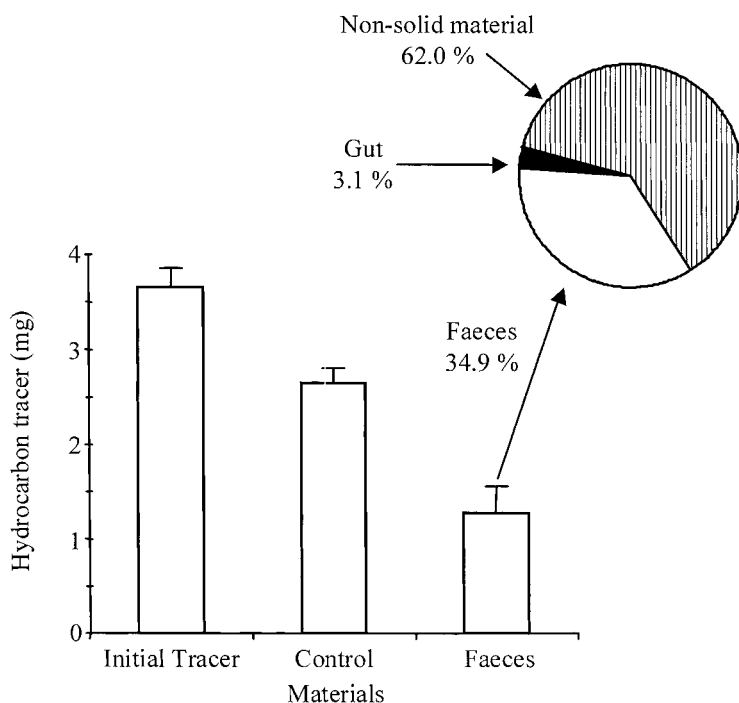 Non-solid material
62.0 %
Gut
3.1 %
Faeces
34.9 %
Hydrocarbon tracer (mg)
4
3
2
1
0
Initial Tracer
Control
Faeces
Materials